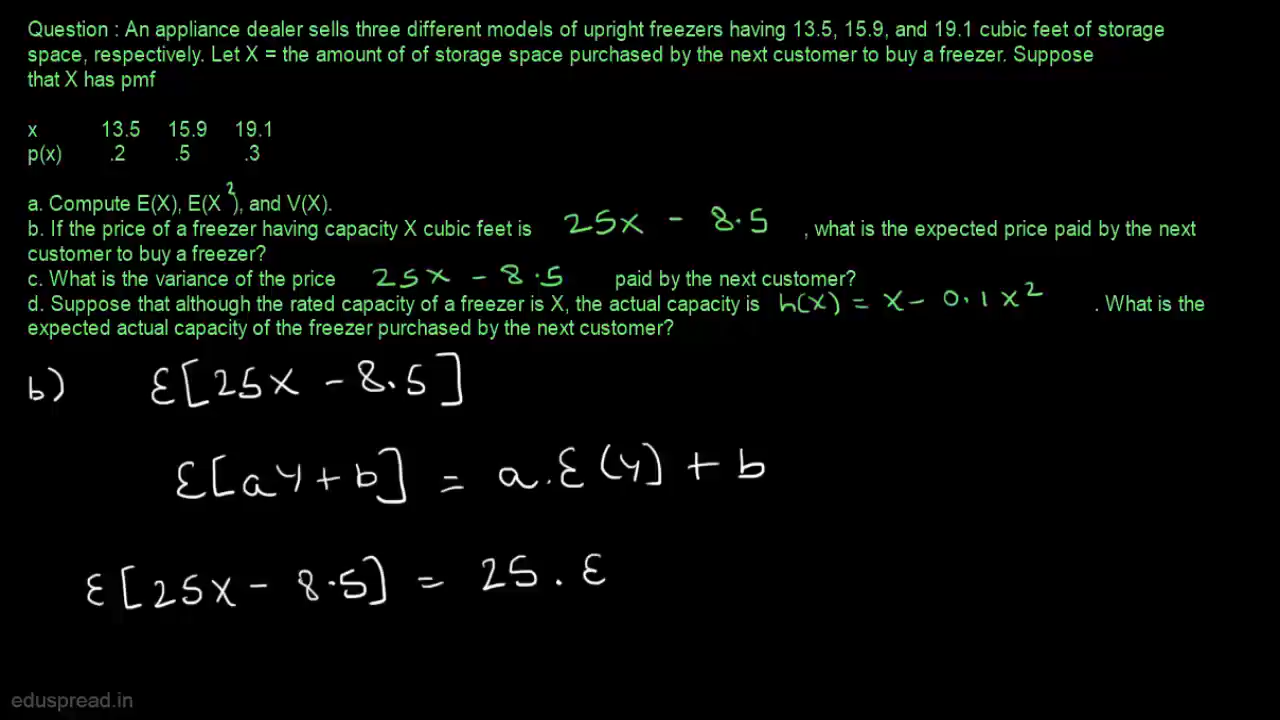 Question : An appliance dealer sells three different models of upright freezers having 13.5, 15.9, and 19.1 cubic feet of storage
space, respectively. Let X = the amount of of storage space purchased by the next customer to buy a freezer. Suppose
that X has pmf
x 13.5 15.9 19.1
p(x) .2 .5 .3
a. Compute E(X), E(X²), and V(X).
b. If the price of a freezer having capacity X cubic feet is 25x - 8.5 , what is the expected price paid by the next
customer to buy a freezer?
c. What is the variance of the price 25x - 8.5 paid by the next customer?
d. Suppose that although the rated capacity of a freezer is X, the actual capacity is h(x) = x - 0.1x² . What is the
expected actual capacity of the freezer purchased by the next customer?
b) Ɛ[25x - 8.5]
Ɛ[ay + b] = a.Ɛ(y) + b
Ɛ[25x - 8.5] = 25 . Ɛ
eduspread.in